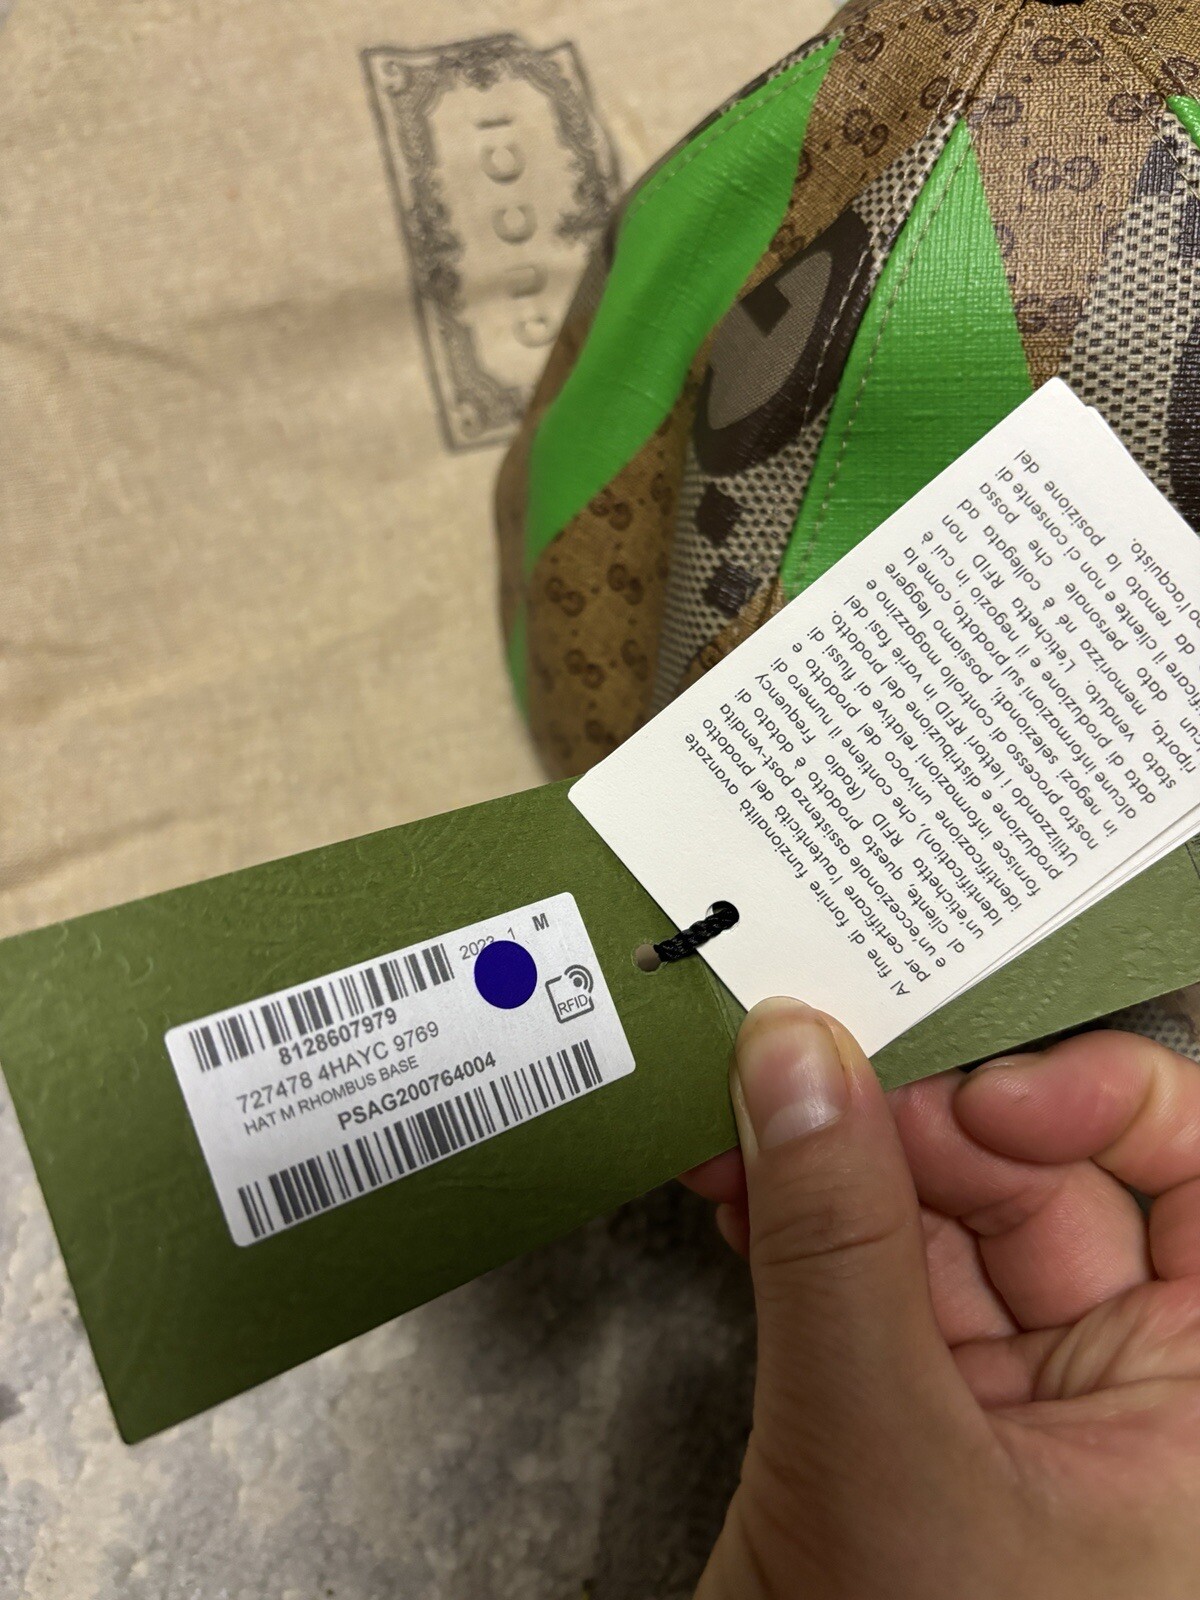 GUCCI
2023 1 M
8128607979
727478 4HAYC 9769
HAT M RHOMBUS BASE
PSAG200764004
RFID
Al fine di fornire funzionalità avanzate
per certificare l'autenticità del prodotto
e un'eccezionale assistenza post-vendita
al cliente, questo prodotto è dotato di
un'etichetta RFID (Radio Frequency
Identification), che contiene il numero di
identificazione univoco del prodotto e
fornisce informazioni relative ai flussi di
produzione e distribuzione del prodotto.
Utilizzando i lettori RFID in varie fasi del
nostro processo di controllo magazzino e
in negozi selezionati, possiamo leggere
alcune informazioni sul prodotto, come la
data di produzione e il negozio in cui è
stato venduto. L'etichetta RFID non
riporta, memorizza né è collegata ad
dato personale che possa
il cliente e non ci consente di
da remoto la posizione del
l'acquisto.